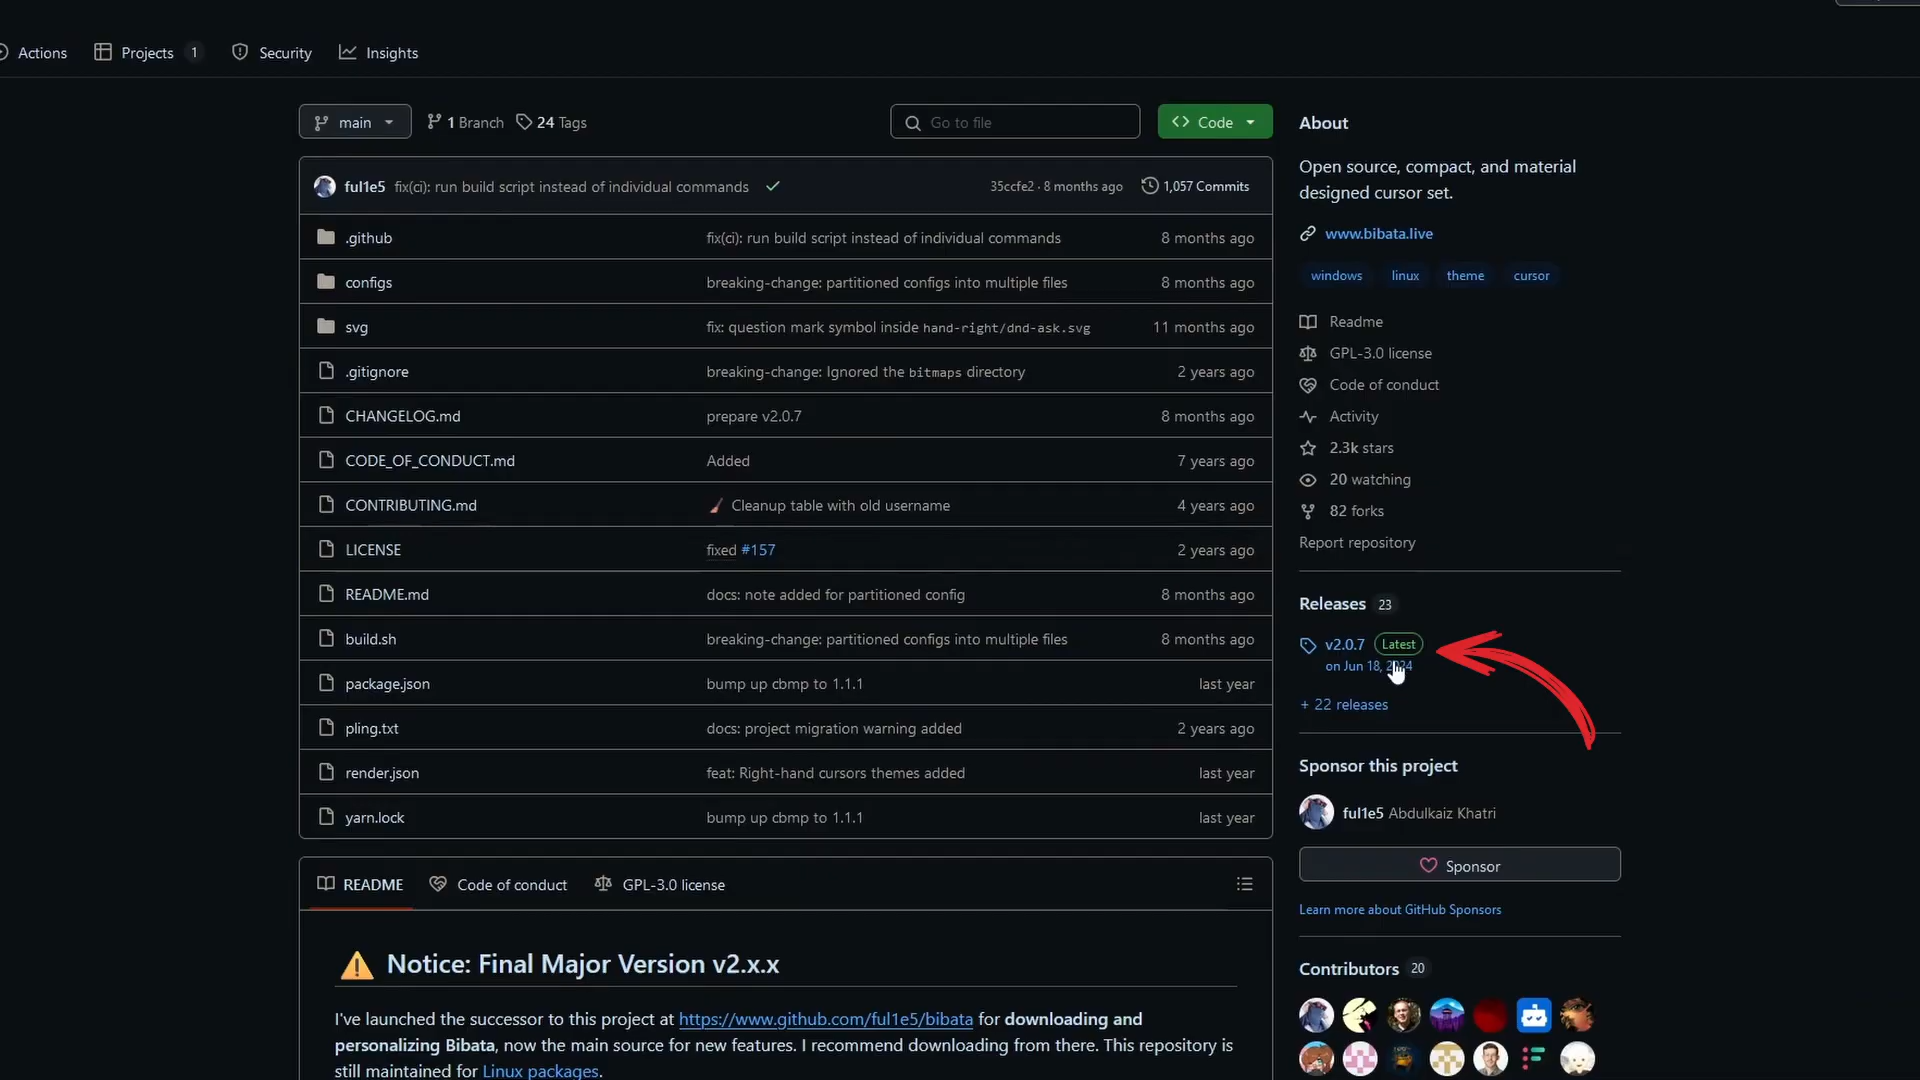 Actions Projects 1 Security Insights
main 1 Branch 24 Tags Go to file Code
ful1e5 fix(ci): run build script instead of individual commands 35ccfe2 · 8 months ago 1,057 Commits
.github fix(ci): run build script instead of individual commands 8 months ago
configs breaking-change: partitioned configs into multiple files 8 months ago
svg fix: question mark symbol inside hand-right/dnd-ask.svg 11 months ago
.gitignore breaking-change: Ignored the bitmaps directory 2 years ago
CHANGELOG.md prepare v2.0.7 8 months ago
CODE_OF_CONDUCT.md Added 7 years ago
CONTRIBUTING.md Cleanup table with old username 4 years ago
LICENSE fixed #157 2 years ago
README.md docs: note added for partitioned config 8 months ago
build.sh breaking-change: partitioned configs into multiple files 8 months ago
package.json bump up cbmp to 1.1.1 last year
pling.txt docs: project migration warning added 2 years ago
render.json feat: Right-hand cursors themes added last year
yarn.lock bump up cbmp to 1.1.1 last year
README Code of conduct GPL-3.0 license
Notice: Final Major Version v2.x.x
I've launched the successor to this project at https://www.github.com/ful1e5/bibata for downloading and
personalizing Bibata, now the main source for new features. I recommend downloading from there. This repository is
still maintained for Linux packages.
About
Open source, compact, and material
designed cursor set.
www.bibata.live
windows linux theme cursor
Readme
GPL-3.0 license
Code of conduct
Activity
2.3k stars
20 watching
82 forks
Report repository
Releases 23
v2.0.7 Latest
on Jun 18, 2024
+ 22 releases
Sponsor this project
ful1e5 Abdulkaiz Khatri
Sponsor
Learn more about GitHub Sponsors
Contributors 20